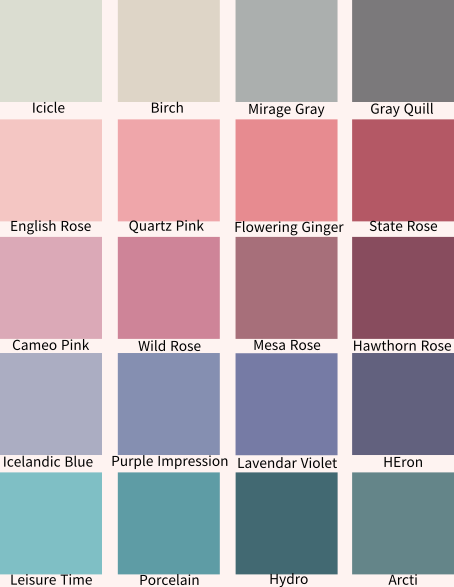 Icicle
Birch
Mirage Gray
Gray Quill
English Rose
Quartz Pink
Flowering Ginger
State Rose
Cameo Pink
Wild Rose
Mesa Rose
Hawthorn Rose
Icelandic Blue
Purple Impression
Lavendar Violet
HEron
Leisure Time
Porcelain
Hydro
Arcti